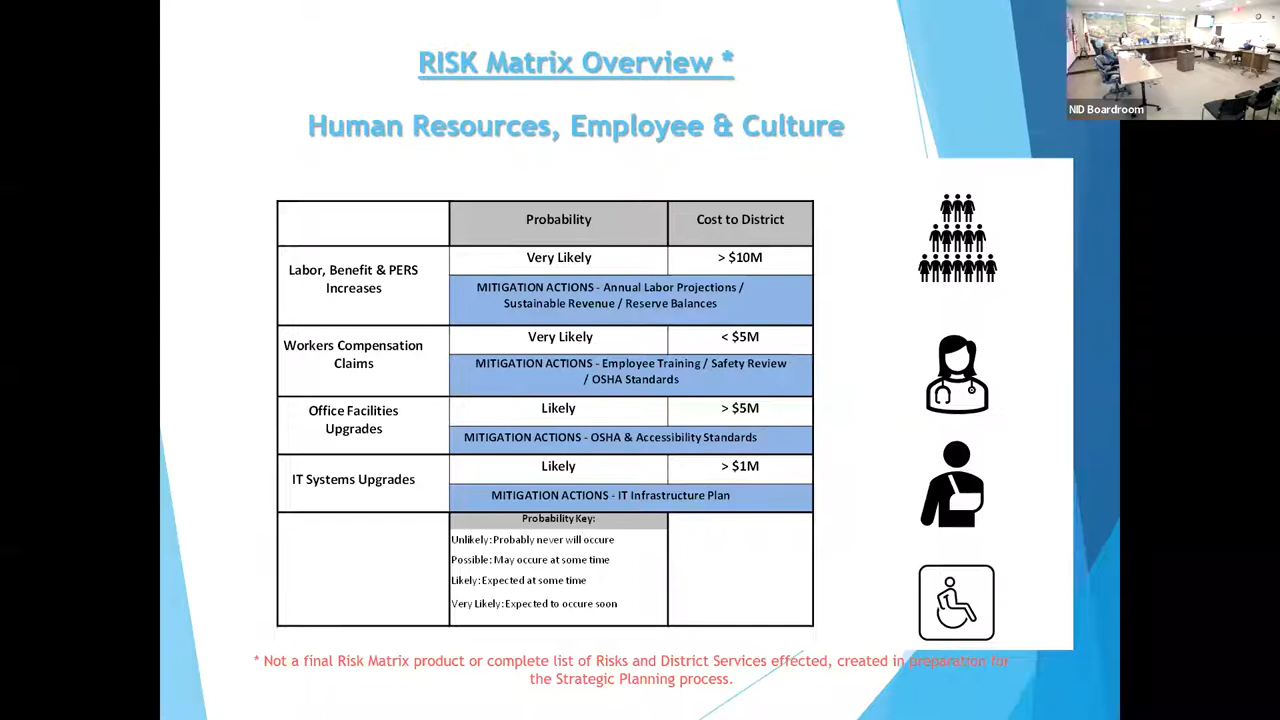 RISK Matrix Overview *
NID Boardroom
Human Resources, Employee & Culture
Probability
Cost to District
Labor, Benefit & PERS
Increases
Very Likely
> $10M
MITIGATION ACTIONS - Annual Labor Projections /
Sustainable Revenue / Reserve Balances
Workers Compensation
Claims
Very Likely
< $5M
MITIGATION ACTIONS - Employee Training / Safety Review
/ OSHA Standards
Office Facilities
Upgrades
Likely
> $5M
MITIGATION ACTIONS - OSHA & Accessibility Standards
IT Systems Upgrades
Likely
> $1M
MITIGATION ACTIONS - IT Infrastructure Plan
Probability Key:
Unlikely: Probably never will occure
Possible: May occure at some time
Likely: Expected at some time
Very Likely: Expected to occure soon
* Not a final Risk Matrix product or complete list of Risks and District Services effected, created in preparation for
the Strategic Planning process.